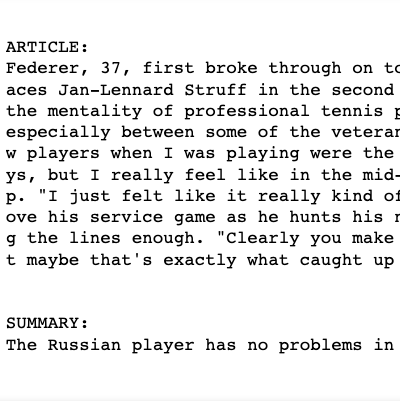 ARTICLE:
Federer, 37, first broke through on to
aces Jan-Lennard Struff in the second
the mentality of professional tennis p
especially between some of the veteran
w players when I was playing were the
ys, but I really feel like in the mid-
p. "I just felt like it really kind of
ove his service game as he hunts his n
g the lines enough. "Clearly you make
t maybe that's exactly what caught up
SUMMARY:
The Russian player has no problems in